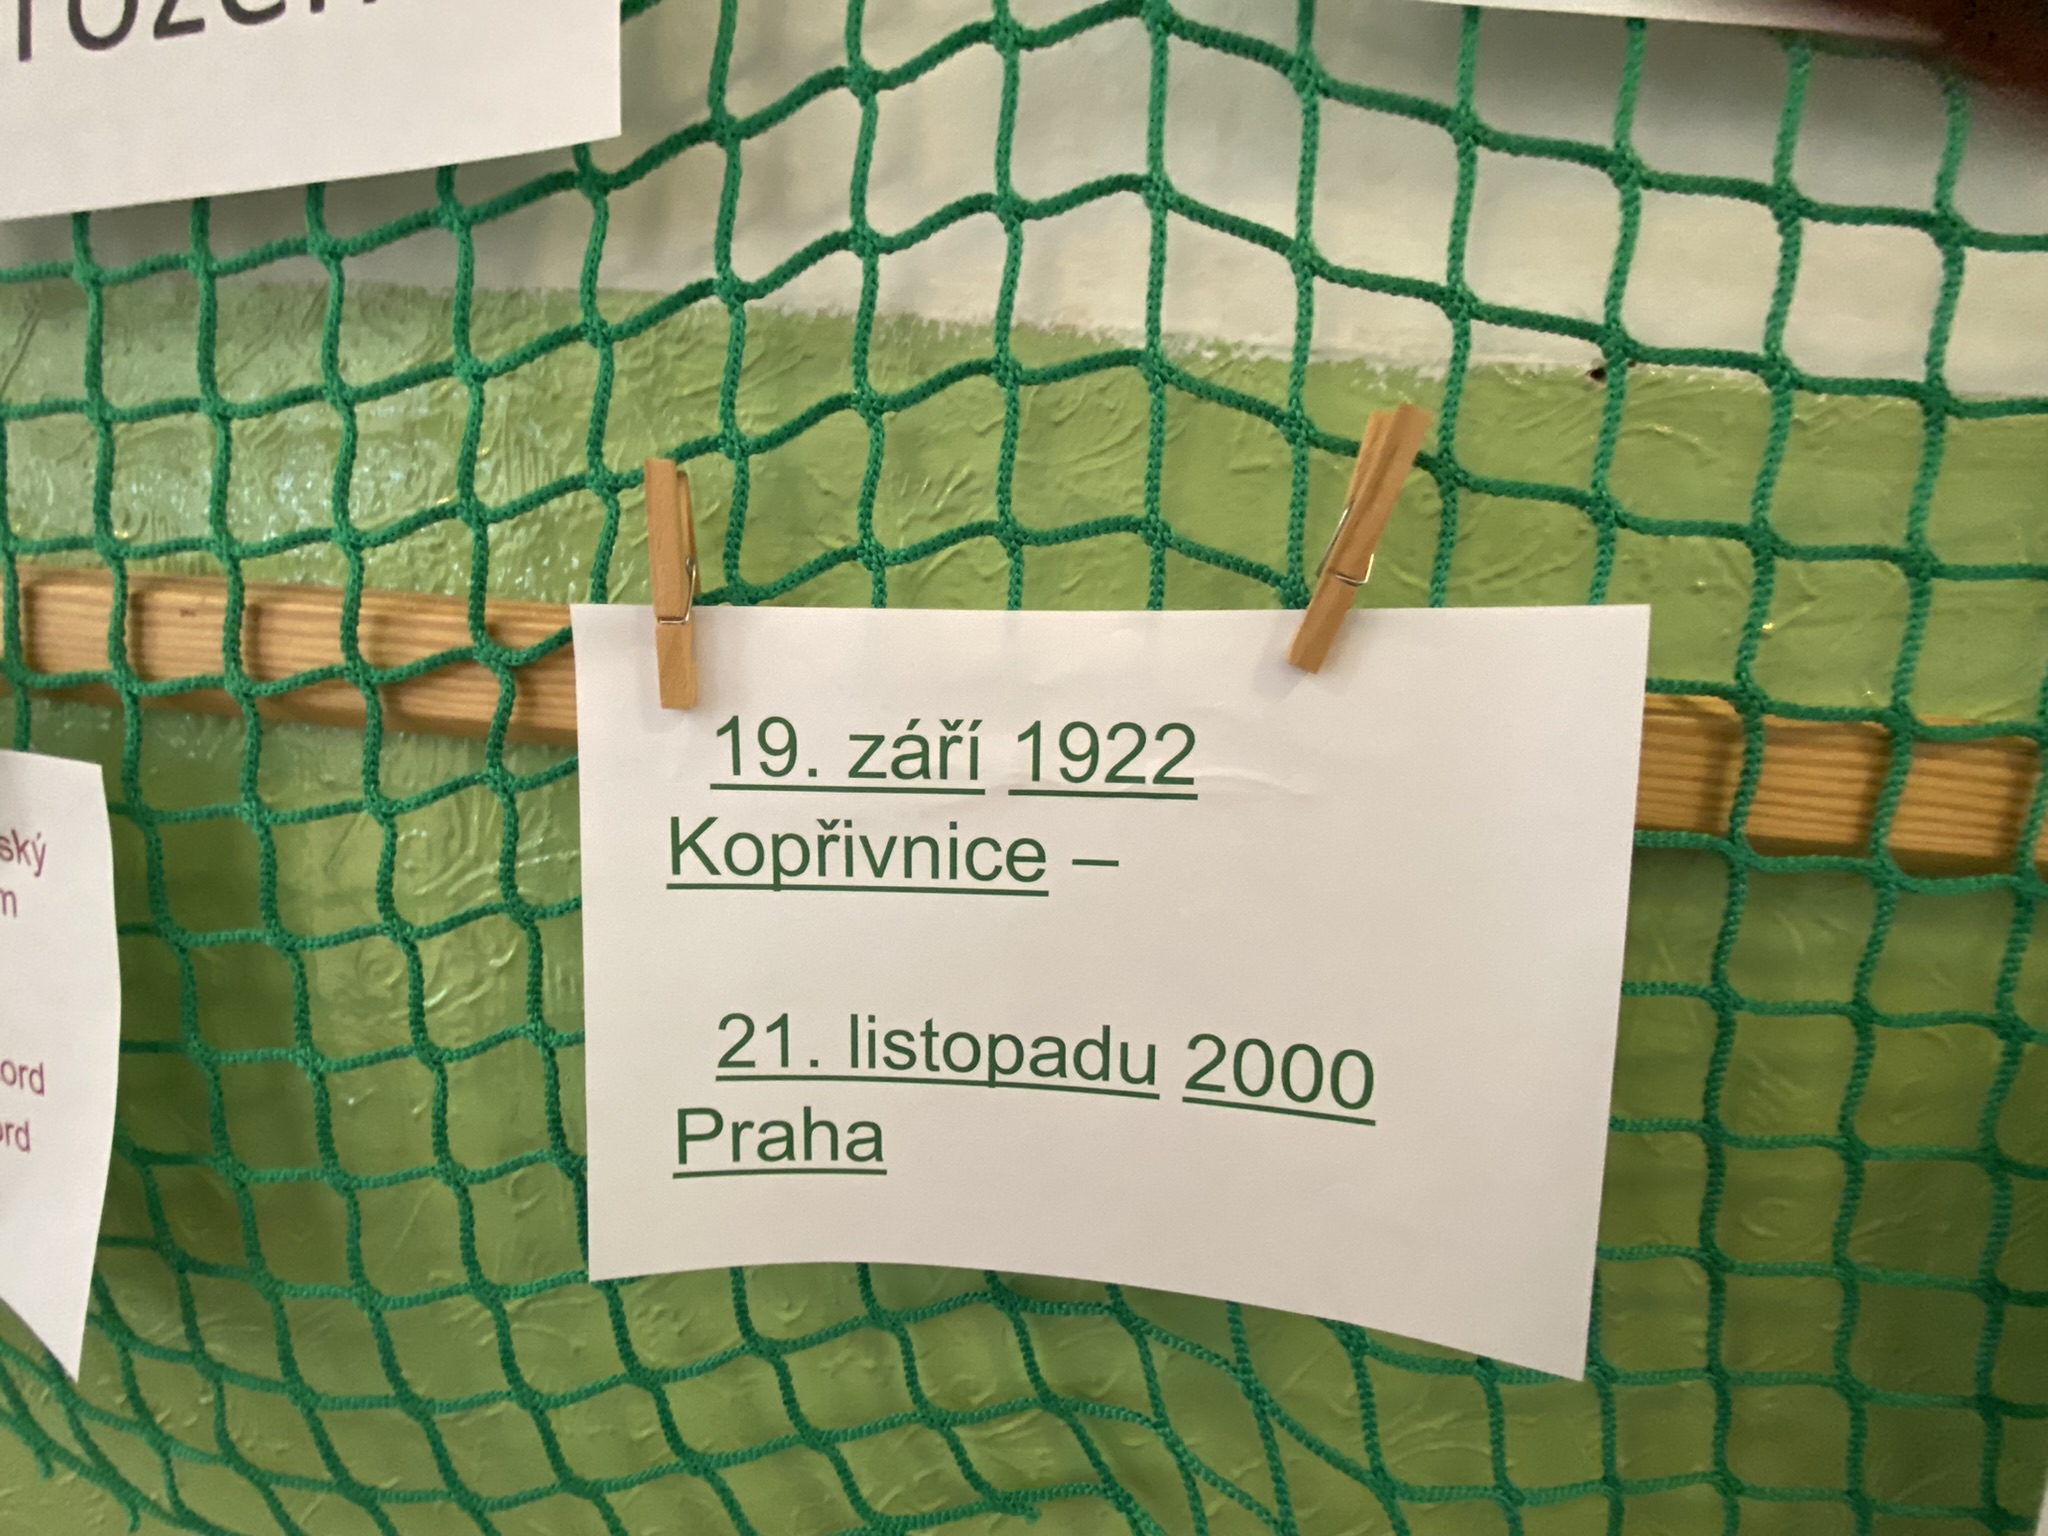 19. září 1922
Kopřivnice –
21. listopadu 2000
Praha
ský
m
ord
ord